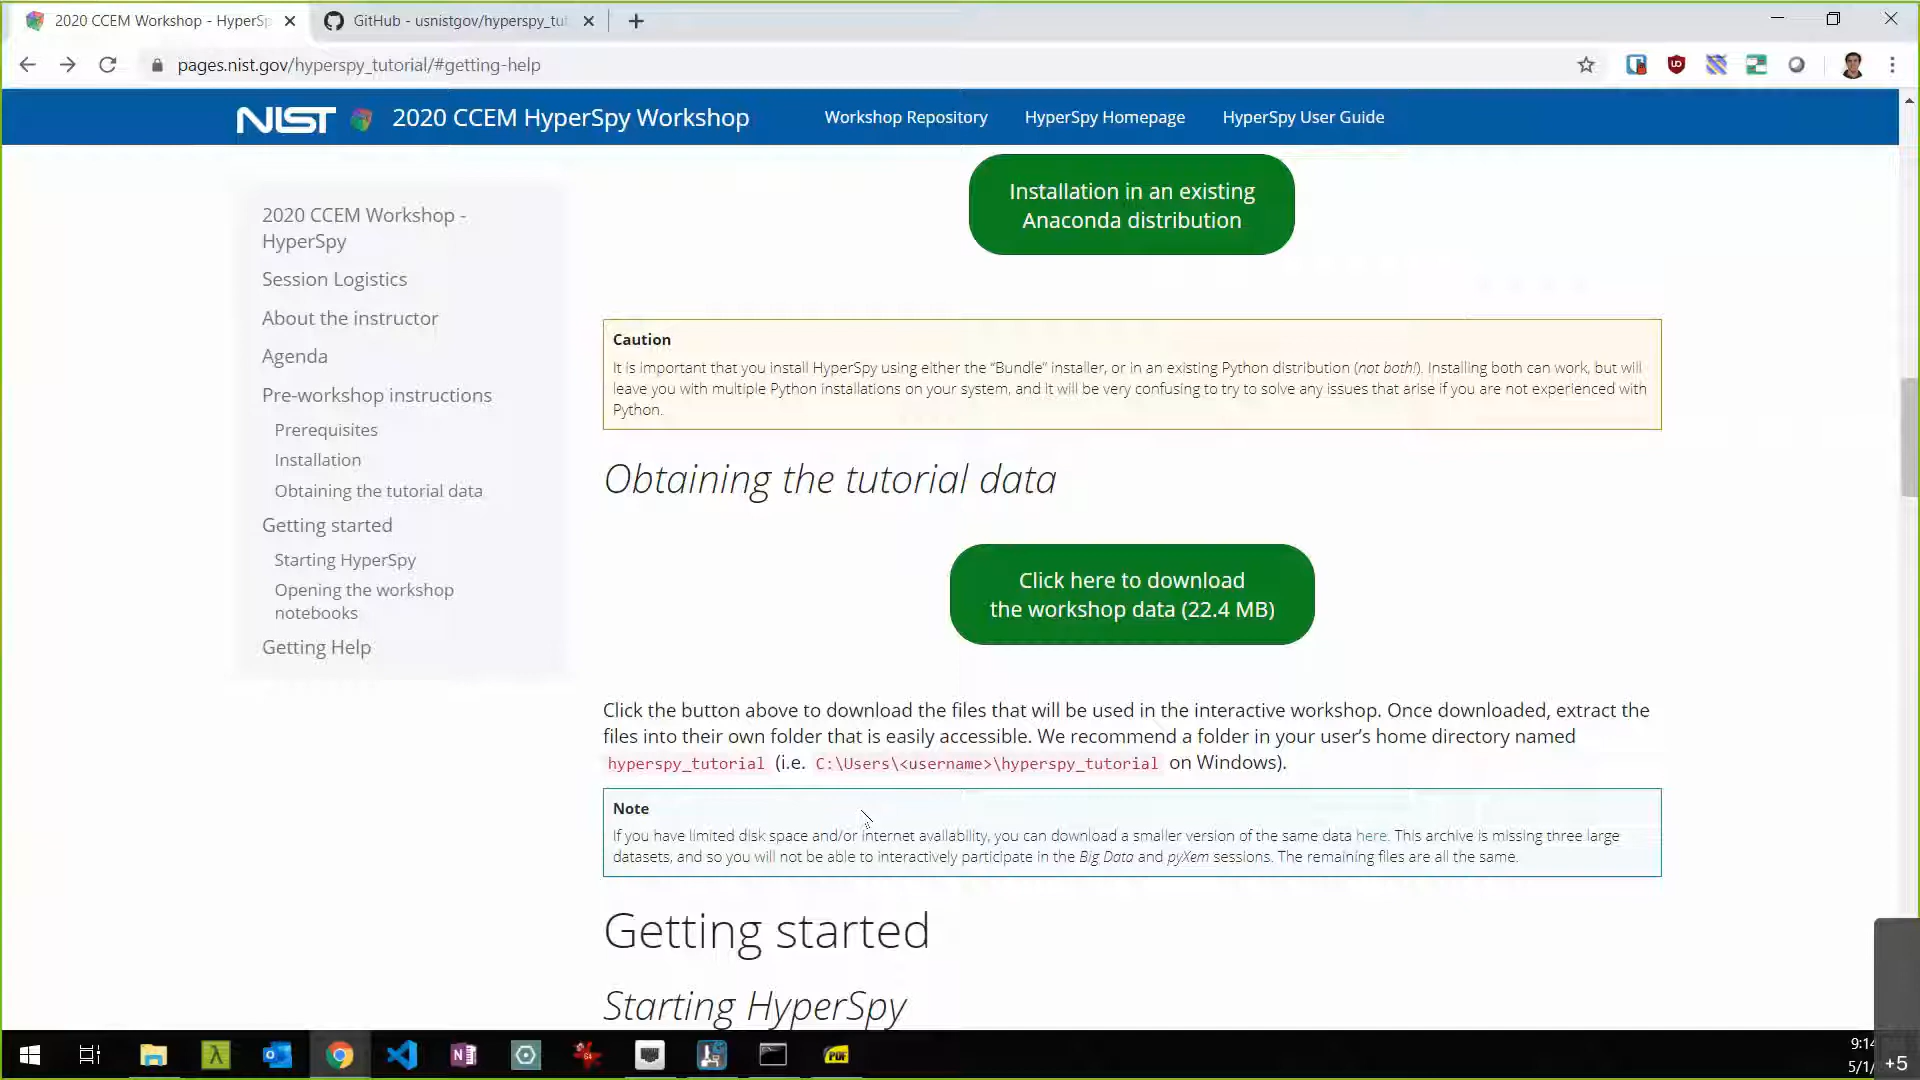 2020 CCEM Workshop - HyperSp
GitHub - usnistgov/hyperspy_tut
pages.nist.gov/hyperspy_tutorial/#getting-help
NIST 2020 CCEM HyperSpy Workshop Workshop Repository HyperSpy Homepage HyperSpy User Guide
2020 CCEM Workshop -
HyperSpy
Session Logistics
About the instructor
Agenda
Pre-workshop instructions
Prerequisites
Installation
Obtaining the tutorial data
Getting started
Starting HyperSpy
Opening the workshop
notebooks
Getting Help
Installation in an existing
Anaconda distribution
Caution
It is important that you install HyperSpy using either the “Bundle” installer, or in an existing Python distribution (not both!). Installing both can work, but will
leave you with multiple Python installations on your system, and it will be very confusing to try to solve any issues that arise if you are not experienced with
Python.
Obtaining the tutorial data
Click here to download
the workshop data (22.4 MB)
Click the button above to download the files that will be used in the interactive workshop. Once downloaded, extract the
files into their own folder that is easily accessible. We recommend a folder in your user’s home directory named
hyperspy_tutorial (i.e. C:\Users\<username>\hyperspy_tutorial on Windows).
Note
If you have limited disk space and/or internet availability, you can download a smaller version of the same data here. This archive is missing three large
datasets, and so you will not be able to interactively participate in the Big Data and pyXem sessions. The remaining files are all the same.
Getting started
Starting HyperSpy
9:14
5/1/
+5
PDF